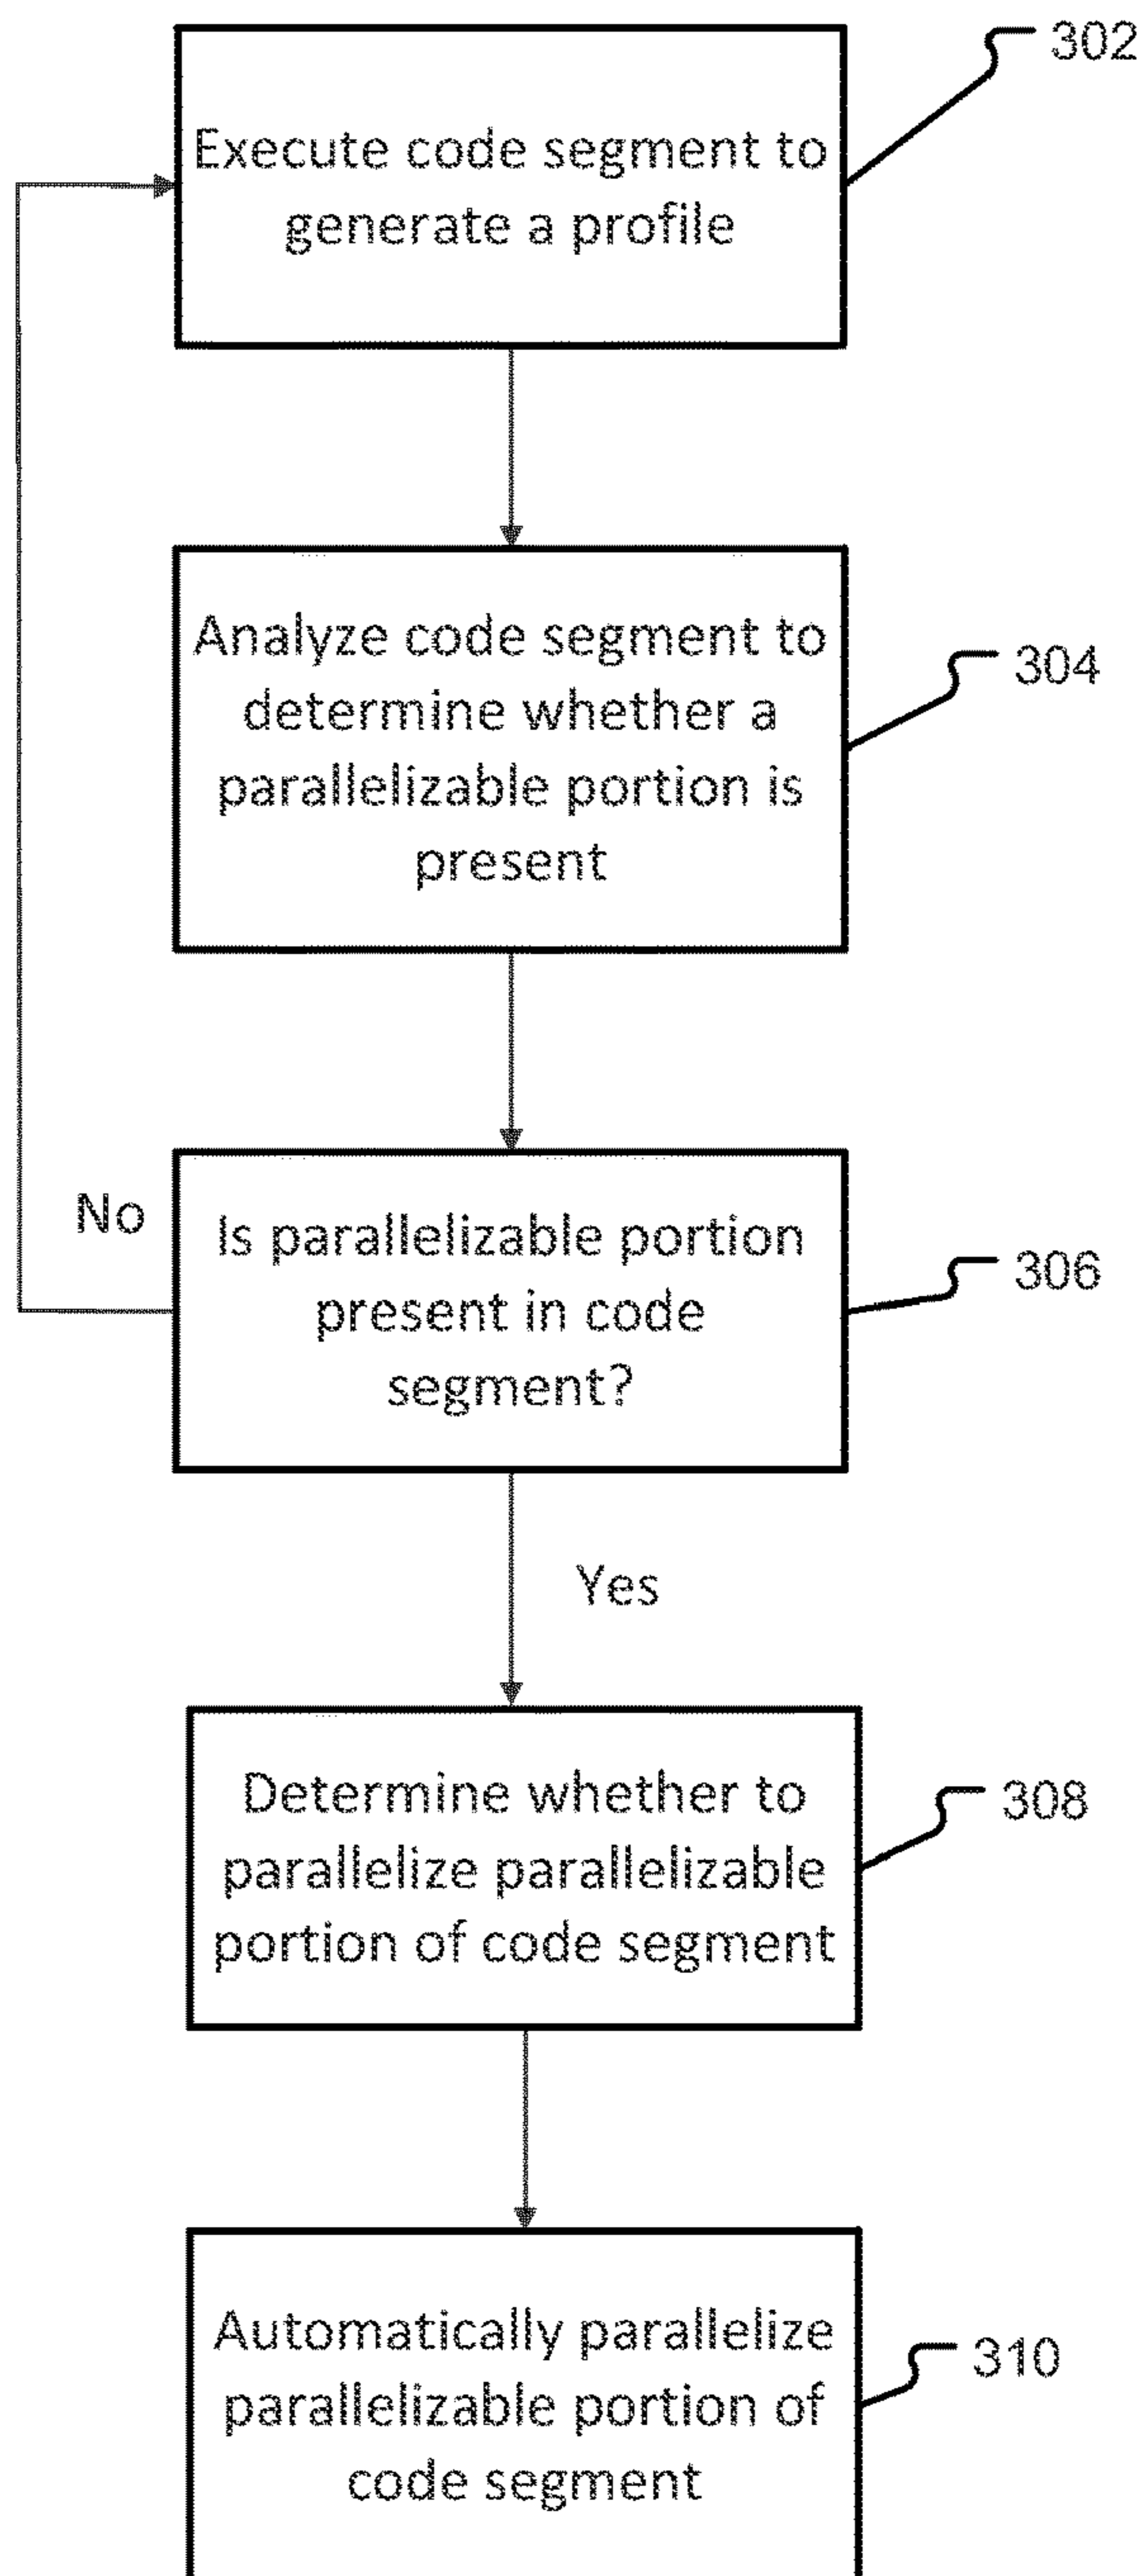 302
Execute code segment to
generate a profile
Analyze code segment to
determine whether a
parallelizable portion is
present
304
No
Is parallelizable portion
present in code
segment?
306
Yes
Determine whether to
parallelize parallelizable
portion of code segment
308
Automatically parallelize
parallelizable portion of
code segment
310